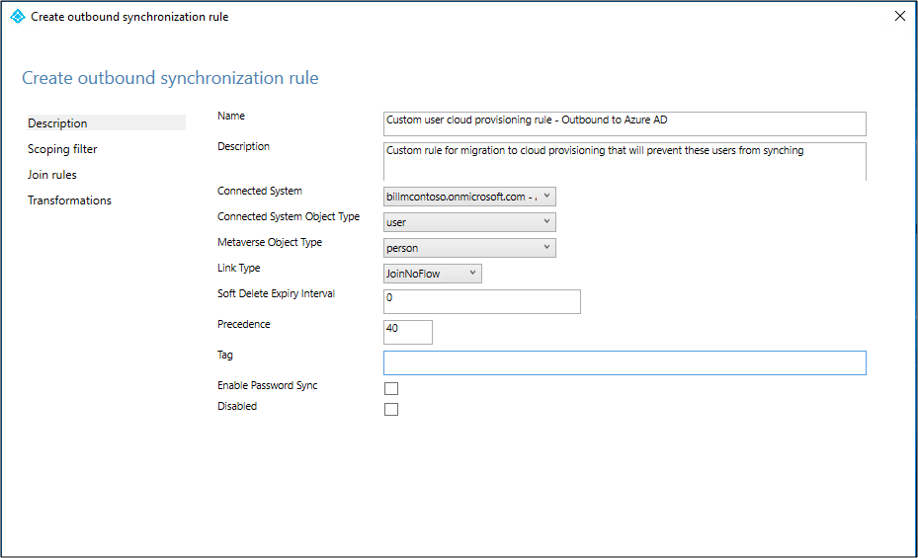 Create outbound synchronization rule
Create outbound synchronization rule
Description
Scoping filter
Join rules
Transformations
Name
Custom user cloud provisioning rule - Outbound to Azure AD
Description
Custom rule for migration to cloud provisioning that will prevent these users from synching
Connected System
billmcontoso.onmicrosoft.com -
Connected System Object Type
user
Metaverse Object Type
person
Link Type
JoinNoFlow
Soft Delete Expiry Interval
0
Precedence
40
Tag
Enable Password Sync
Disabled